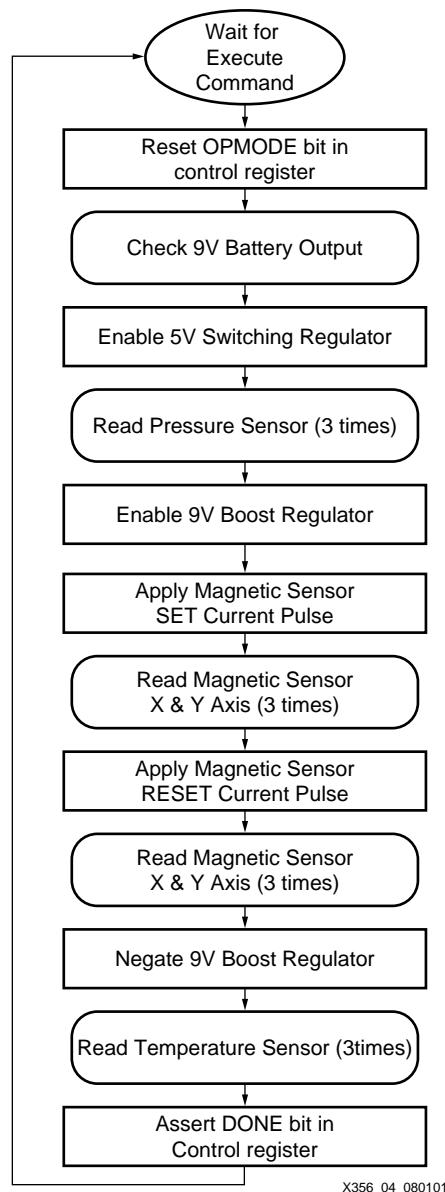 Wait for
Execute
Command
Reset OPMODE bit in
control register
Check 9V Battery Output
Enable 5V Switching Regulator
Read Pressure Sensor (3 times)
Enable 9V Boost Regulator
Apply Magnetic Sensor
SET Current Pulse
Read Magnetic Sensor
X & Y Axis (3 times)
Apply Magnetic Sensor
RESET Current Pulse
Read Magnetic Sensor
X & Y Axis (3 times)
Negate 9V Boost Regulator
Read Temperature Sensor (3times)
Assert DONE bit in
Control register
X356_04_080101